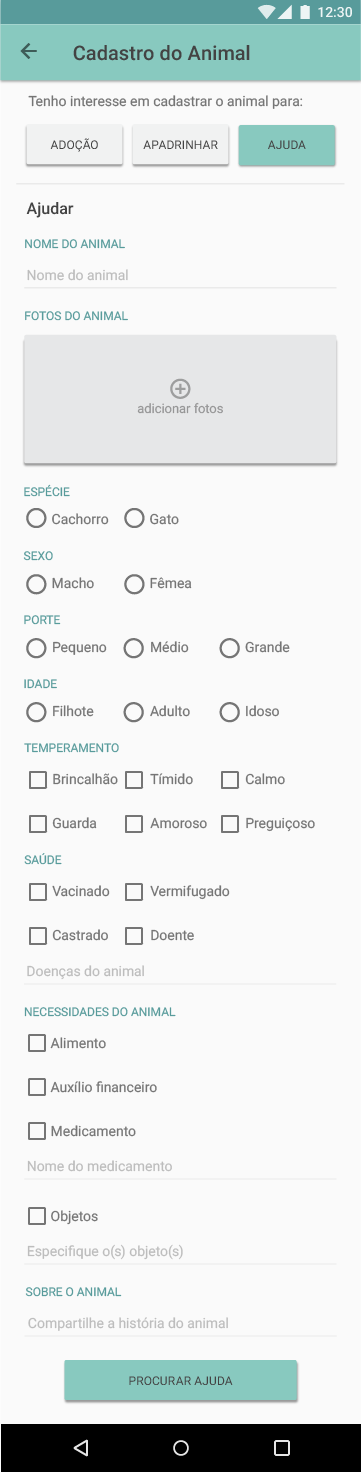 12:30
Cadastro do Animal
Tenho interesse em cadastrar o animal para:
ADOÇÃO APADRINHAR AJUDA
Ajudar
NOME DO ANIMAL
Nome do animal
FOTOS DO ANIMAL
adicionar fotos
ESPÉCIE
Cachorro Gato
SEXO
Macho Fêmea
PORTE
Pequeno Médio Grande
IDADE
Filhote Adulto Idoso
TEMPERAMENTO
Brincalhão Tímido Calmo
Guarda Amoroso Preguiçoso
SAÚDE
Vacinado Vermifugado
Castrado Doente
Doenças do animal
NECESSIDADES DO ANIMAL
Alimento
Auxílio financeiro
Medicamento
Nome do medicamento
Objetos
Especifique o(s) objeto(s)
SOBRE O ANIMAL
Compartilhe a história do animal
PROCURAR AJUDA